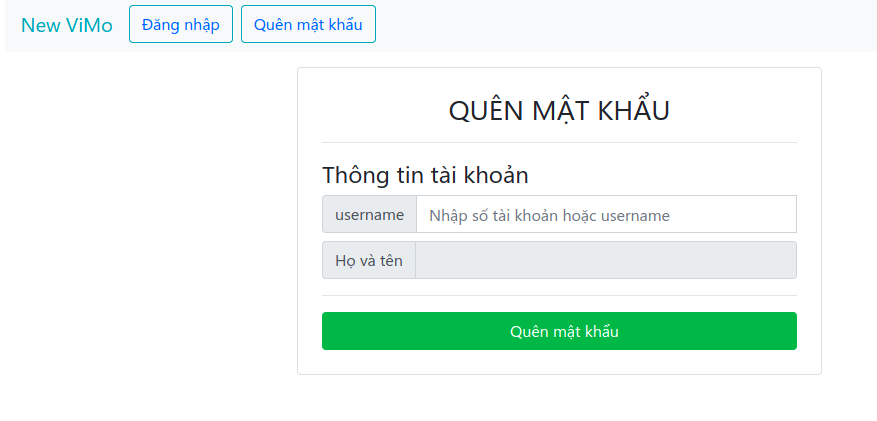 New ViMo Đăng nhập Quên mật khẩu
QUÊN MẬT KHẨU
Thông tin tài khoản
username Nhập số tài khoản hoặc username
Họ và tên
Quên mật khẩu